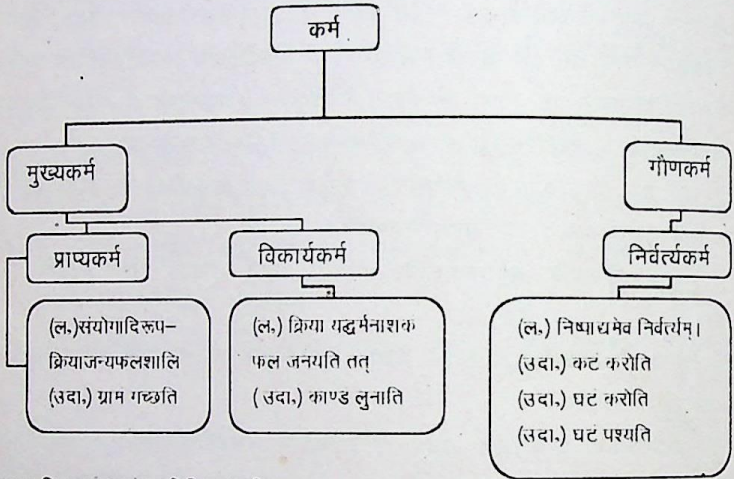 कर्म
मुख्यकर्म
गौणकर्म
प्राप्यकर्म
विकार्यकर्म
निर्वर्त्यकर्म
(ल.) संयोगादिरूप–
क्रियाजन्यफलशालि
(उदा.) ग्राम गच्छति
(ल.) क्रिया यद्धर्मनाशक
फल जनयति तत्
(उदा.) काण्ड लुनाति
(ल.) निष्पाद्यमेव निर्वर्त्यम्।
(उदा.) कटं करोति
(उदा.) घटं करोति
(उदा.) घटं पश्यति